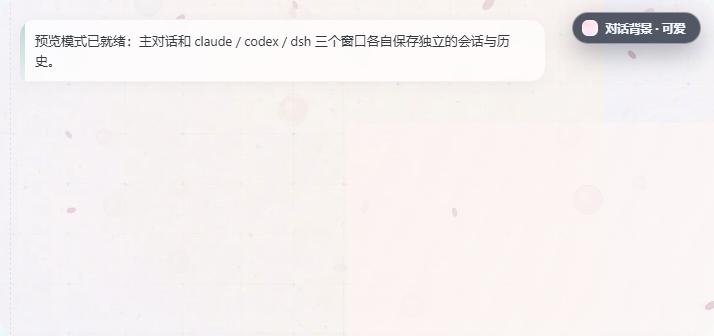 预览模式已就绪：主对话和 claude / codex / dsh 三个窗口各自保存独立的会话与历
史。
对话背景 · 可爱